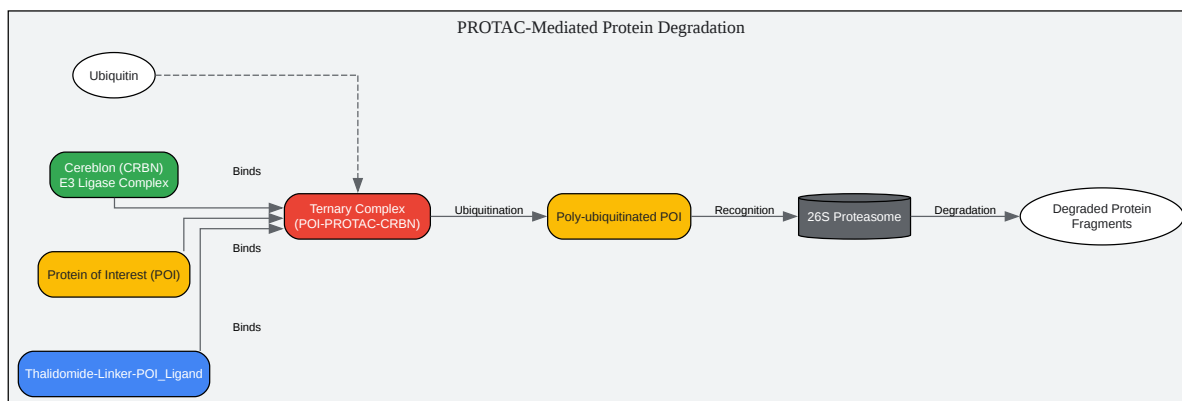 PROTAC-Mediated Protein Degradation
Ubiquitin
Cereblon (CRBN)
E3 Ligase Complex
Binds
Ternary Complex
(POI-PROTAC-CRBN)
Ubiquitination
Poly-ubiquitinated POI
Recognition
26S Proteasome
Degradation
Degraded Protein
Fragments
Binds
Protein of Interest (POI)
Binds
Thalidomide-Linker-POI_Ligand